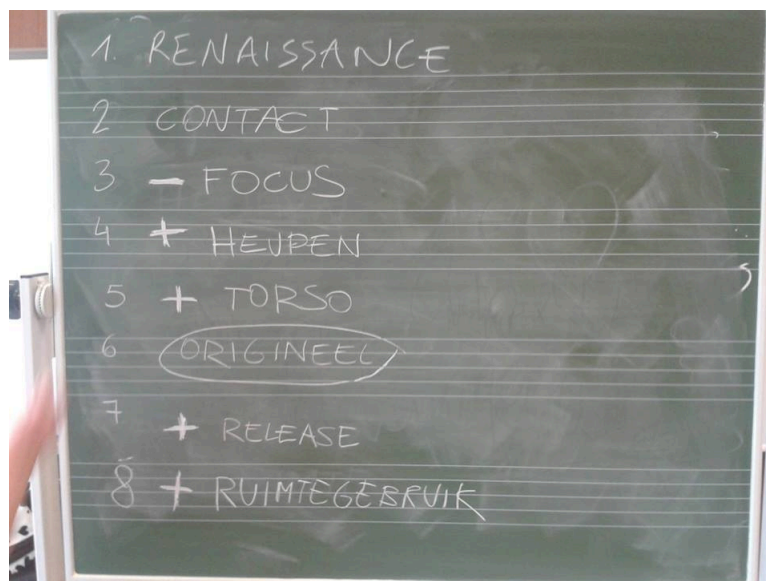 1. RENAISSANCE
2 CONTACT
3 - FOCUS
4 + HEUPEN
5 + TORSO
6 ORIGINEEL
7 + RELEASE
8 + RUIMTEGEBRUIK